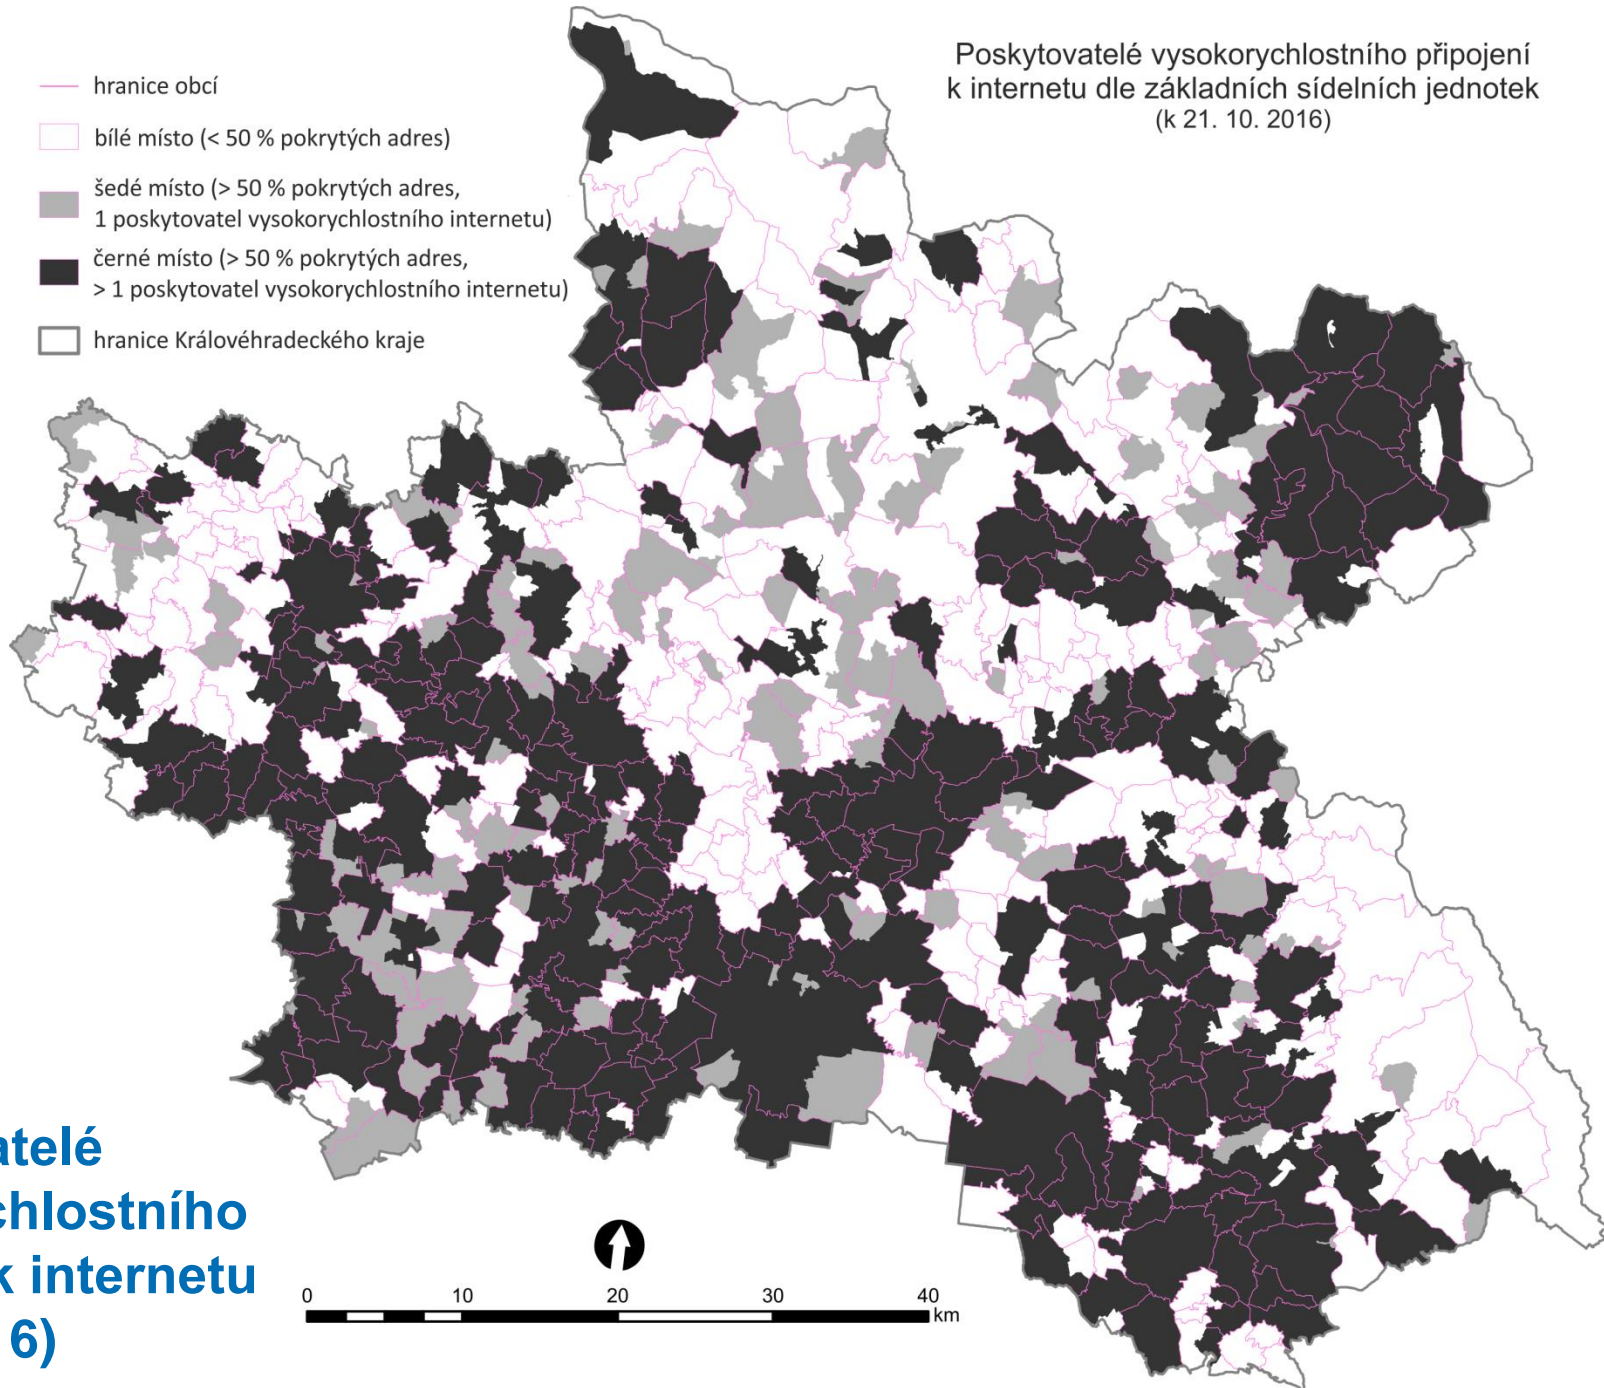 Poskytovatelé vysokorychlostního připojení
k internetu dle základních sídelních jednotek
(k 21. 10. 2016)
hranice obcí
bílé místo (< 50 % pokrytých adres)
šedé místo (> 50 % pokrytých adres,
1 poskytovatel vysokorychlostního internetu)
černé místo (> 50 % pokrytých adres,
> 1 poskytovatel vysokorychlostního internetu)
hranice Královéhradeckého kraje
atelé
chlostního
k internetu
6)
0 10 20 30 40
km